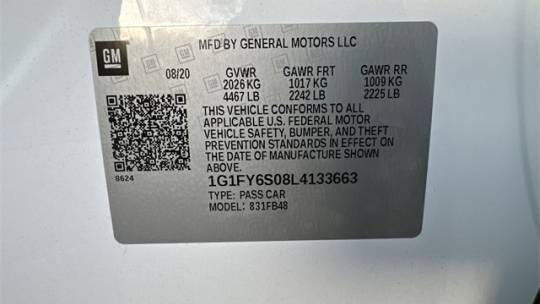 GM
MFD BY GENERAL MOTORS LLC
08/20 GVWR GAWR FRT GAWR RR
2026 KG 1017 KG 1009 KG
4467 LB 2242 LB 2225 LB
THIS VEHICLE CONFORMS TO ALL
APPLICABLE U.S. FEDERAL MOTOR
VEHICLE SAFETY, BUMPER, AND THEFT
PREVENTION STANDARDS IN EFFECT ON
THE DATE OF MANUFACTURE SHOWN
ABOVE.
8624
1G1FY6S08L4133663
TYPE: PASS CAR
MODEL: 831FB48